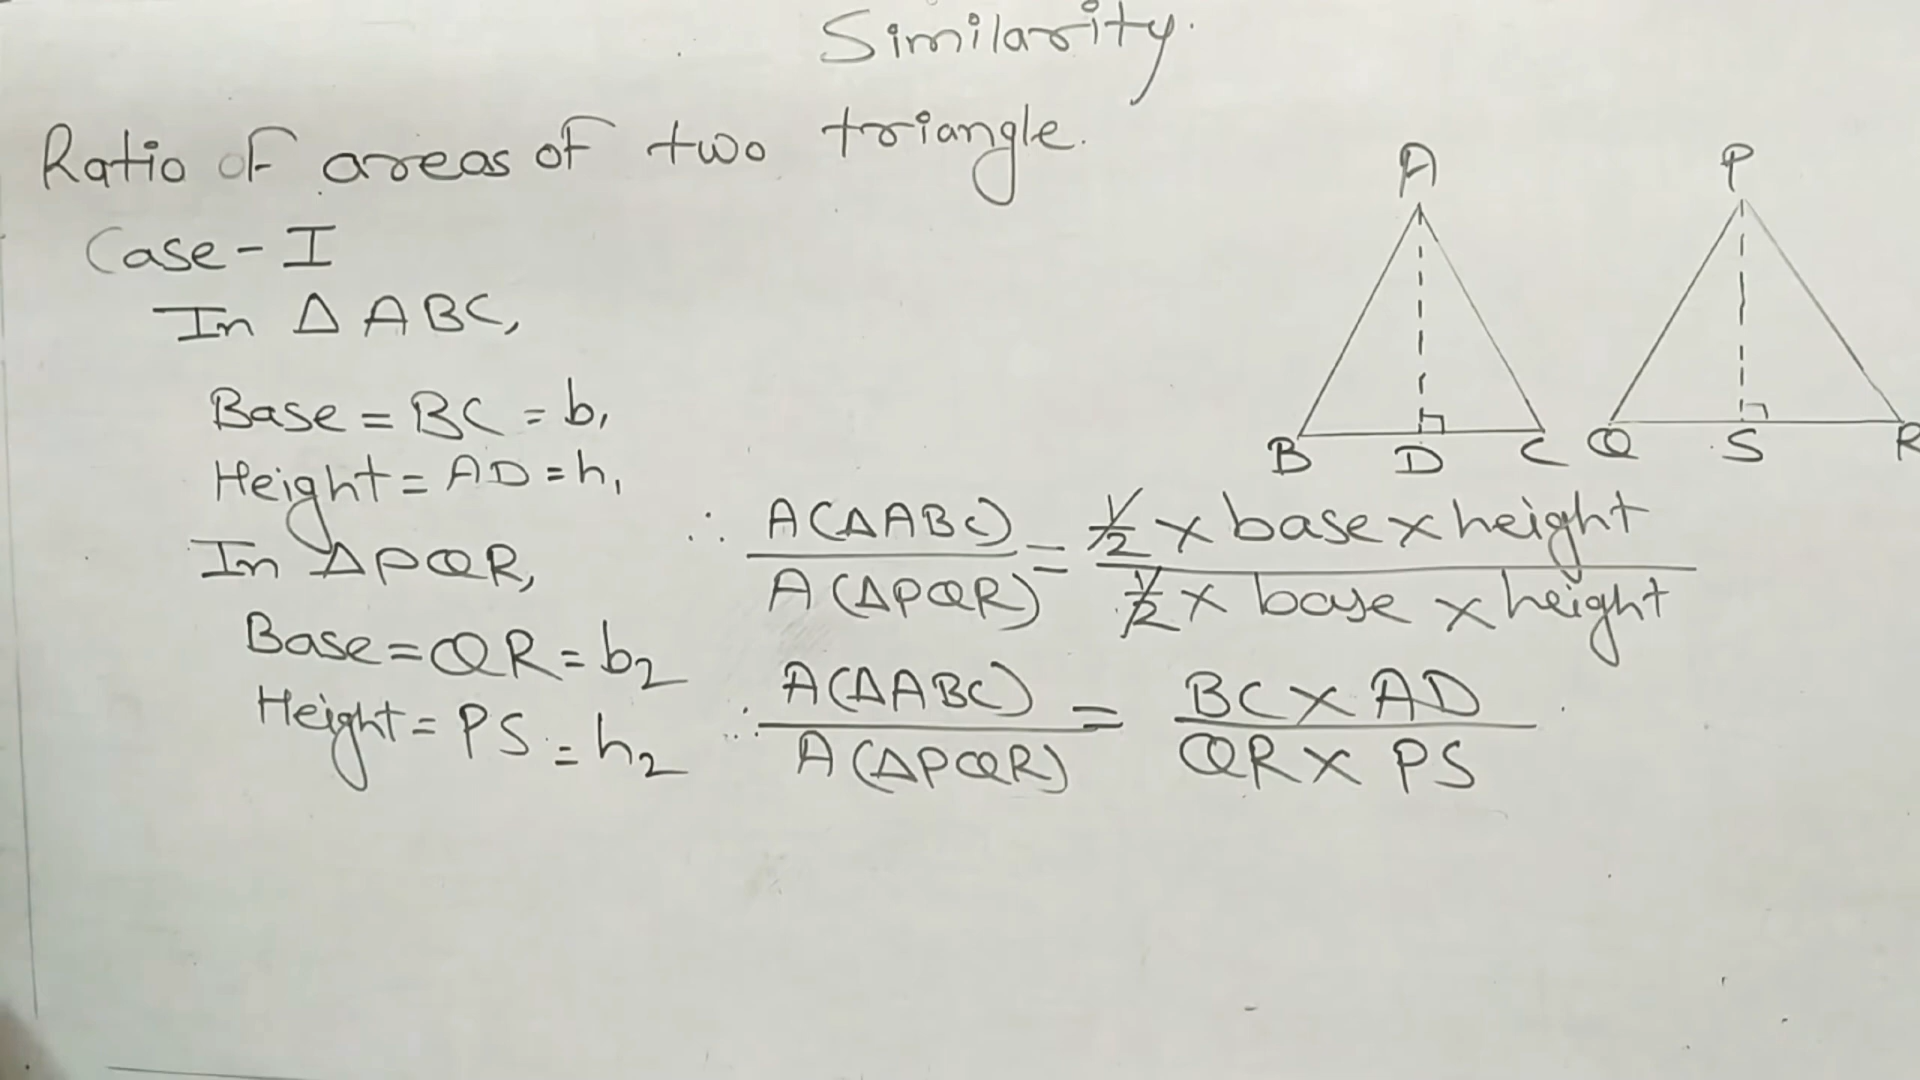 Similarity.
Ratio of areas of two triangle.
Case-I
In Δ ABC,
Base = BC = b₁
Height = AD = h₁
In ΔPQR,
Base = QR = b₂
Height = PS = h₂
A
B D C
P
Q S R
∴ A(ΔABC) / A(ΔPQR) = 1/2 × base × height / 1/2 × base × height
∴ A(ΔABC) / A(ΔPQR) = BC × AD / QR × PS